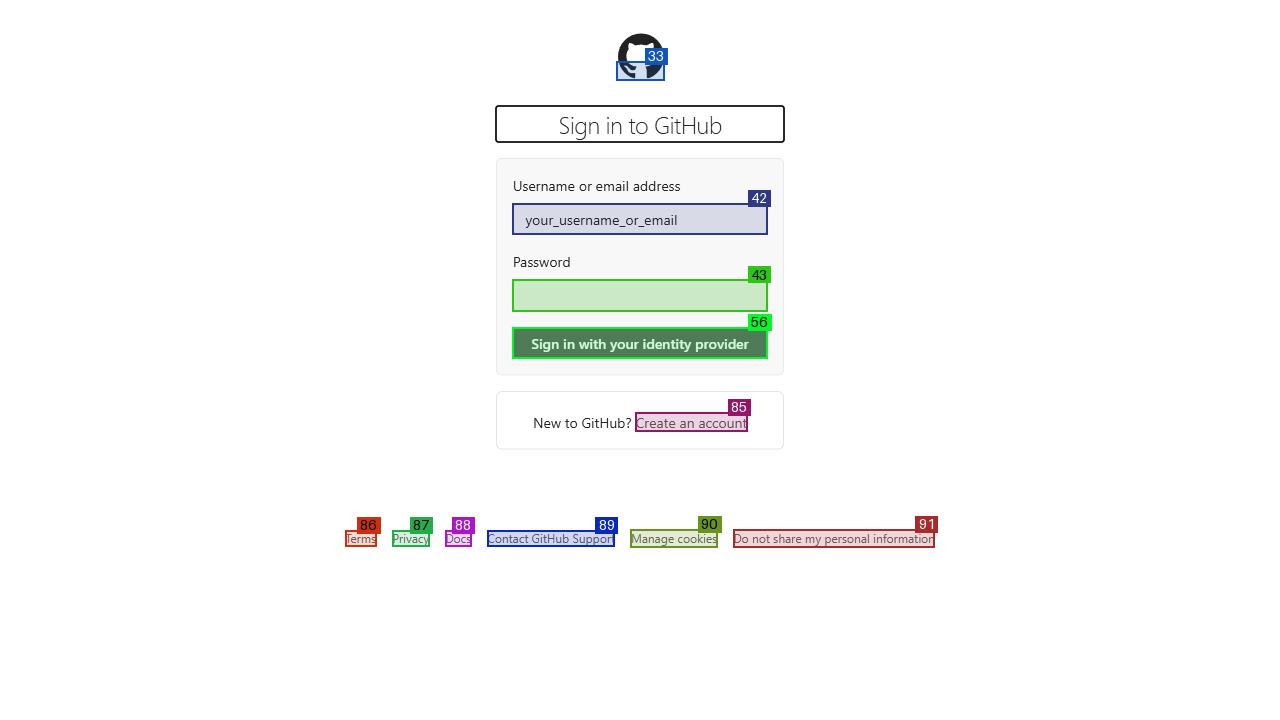 33
Sign in to GitHub
Username or email address
42
your_username_or_email
Password
43
56
Sign in with your identity provider
85
New to GitHub? Create an account
86 87 88 89 90 91
Terms Privacy Docs Contact GitHub Support Manage cookies Do not share my personal information